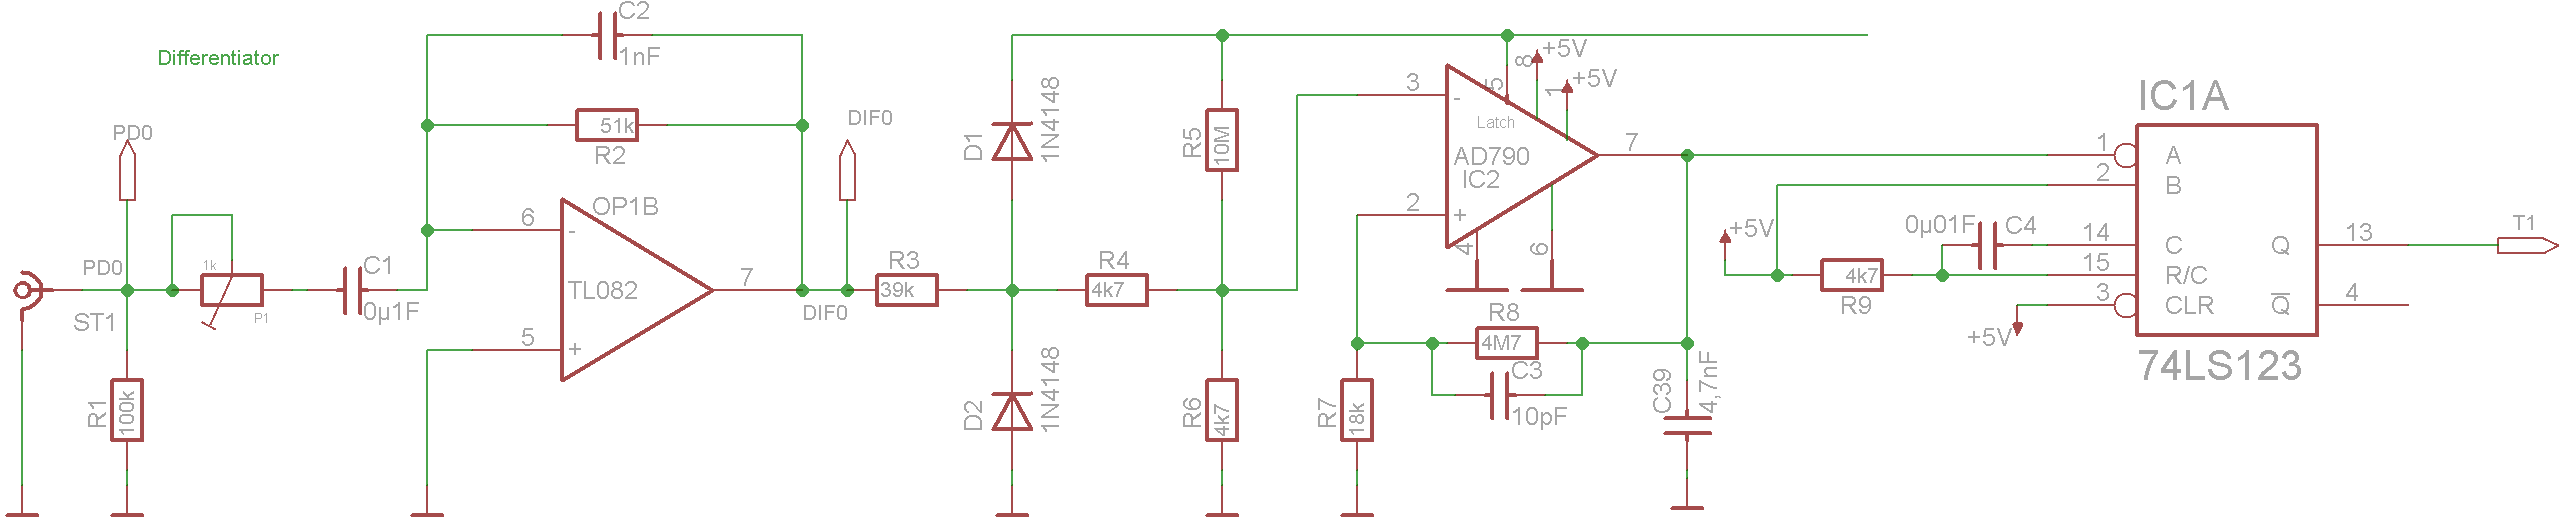 Differentiator
PD0
PD0
ST1
R1
100k
1k
P1
C1
0µ1F
C2
1nF
51k
R2
6
-
OP1B
TL082
5
+
7
DIF0
DIF0
R3
39k
D1
1N4148
D2
1N4148
R4
4k7
R5
10M
R6
4k7
3
-
2
+
Latch
AD790
IC2
5
8
+5V
1
+5V
7
4
6
R7
18k
R8
4M7
C3
10pF
C39
4,7nF
+5V
4k7
R9
0µ01F
C4
+5V
IC1A
1
A
2
B
14
C
15
R/C
3
CLR
Q
13
Q
4
74LS123
T1